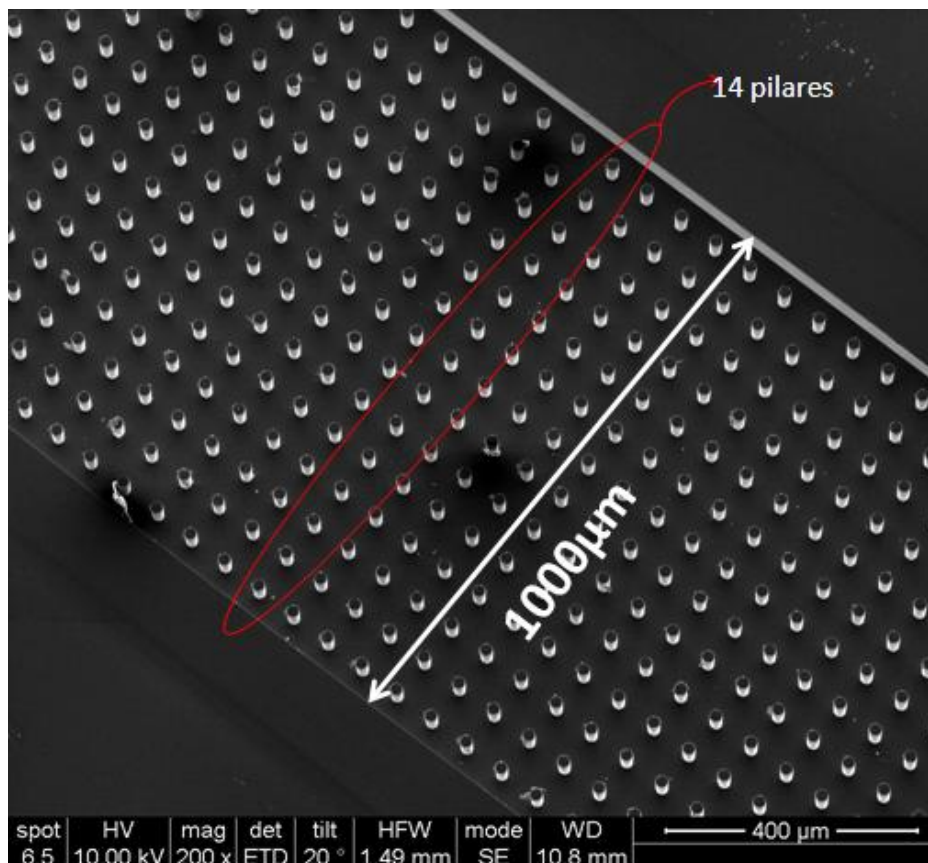 14 pilares
1000µm
spot HV mag det tilt HFW mode WD 400 µm
6.5 10.00 kV 200 x ETD 20 ° 1.49 mm SE 10.8 mm